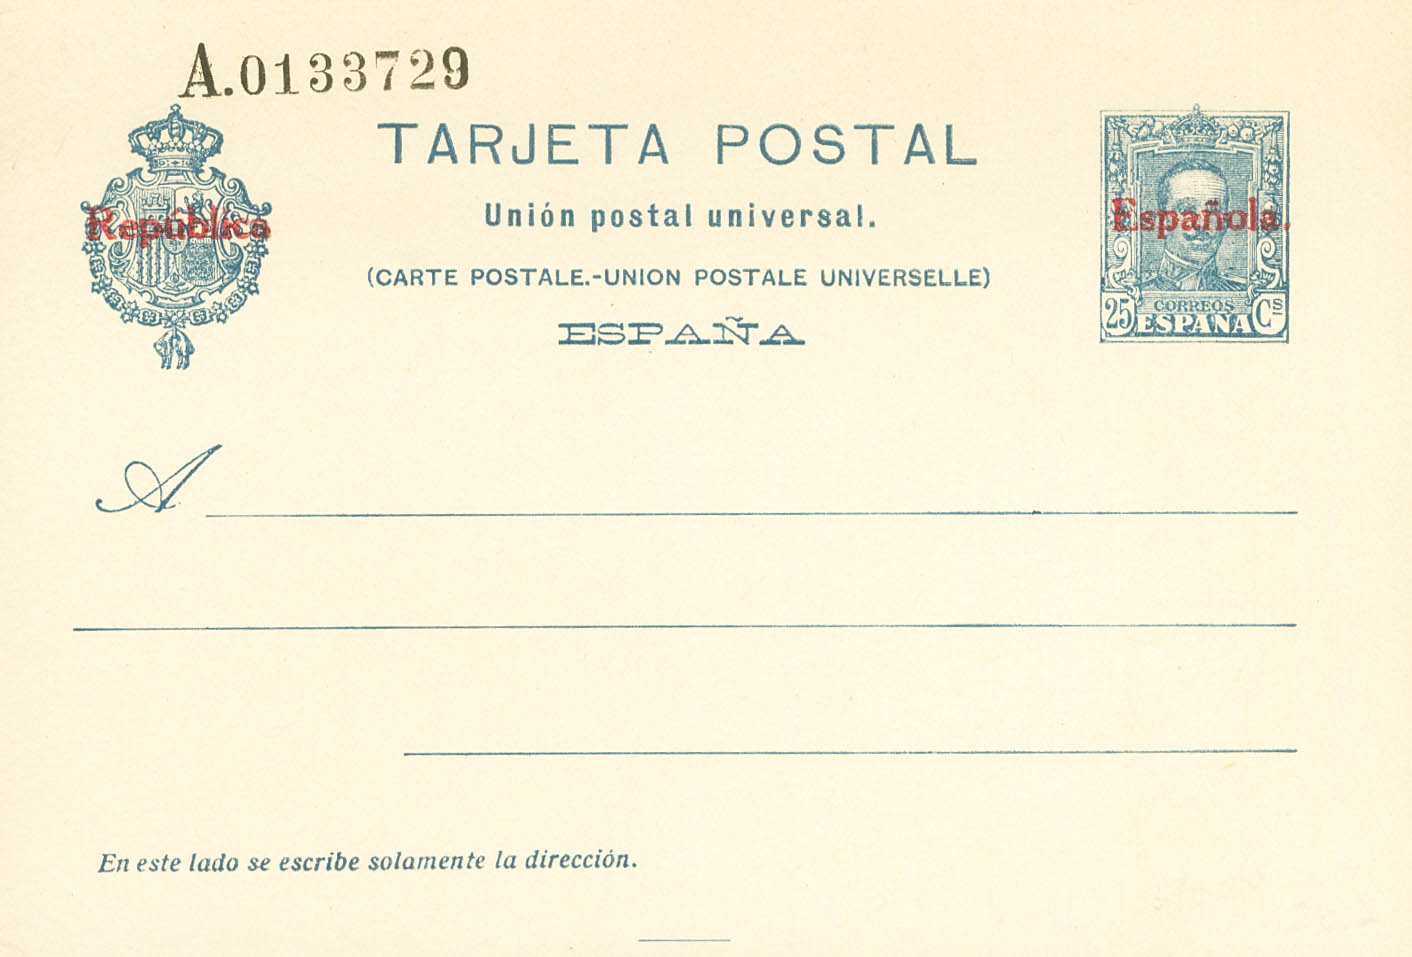 A.0133729
TARJETA POSTAL
Unión postal universal.
(CARTE POSTALE.-UNION POSTALE UNIVERSELLE)
ESPAÑA
República
Española.
25 CORREOS Cs
ESPAÑA
A
En este lado se escribe solamente la dirección.